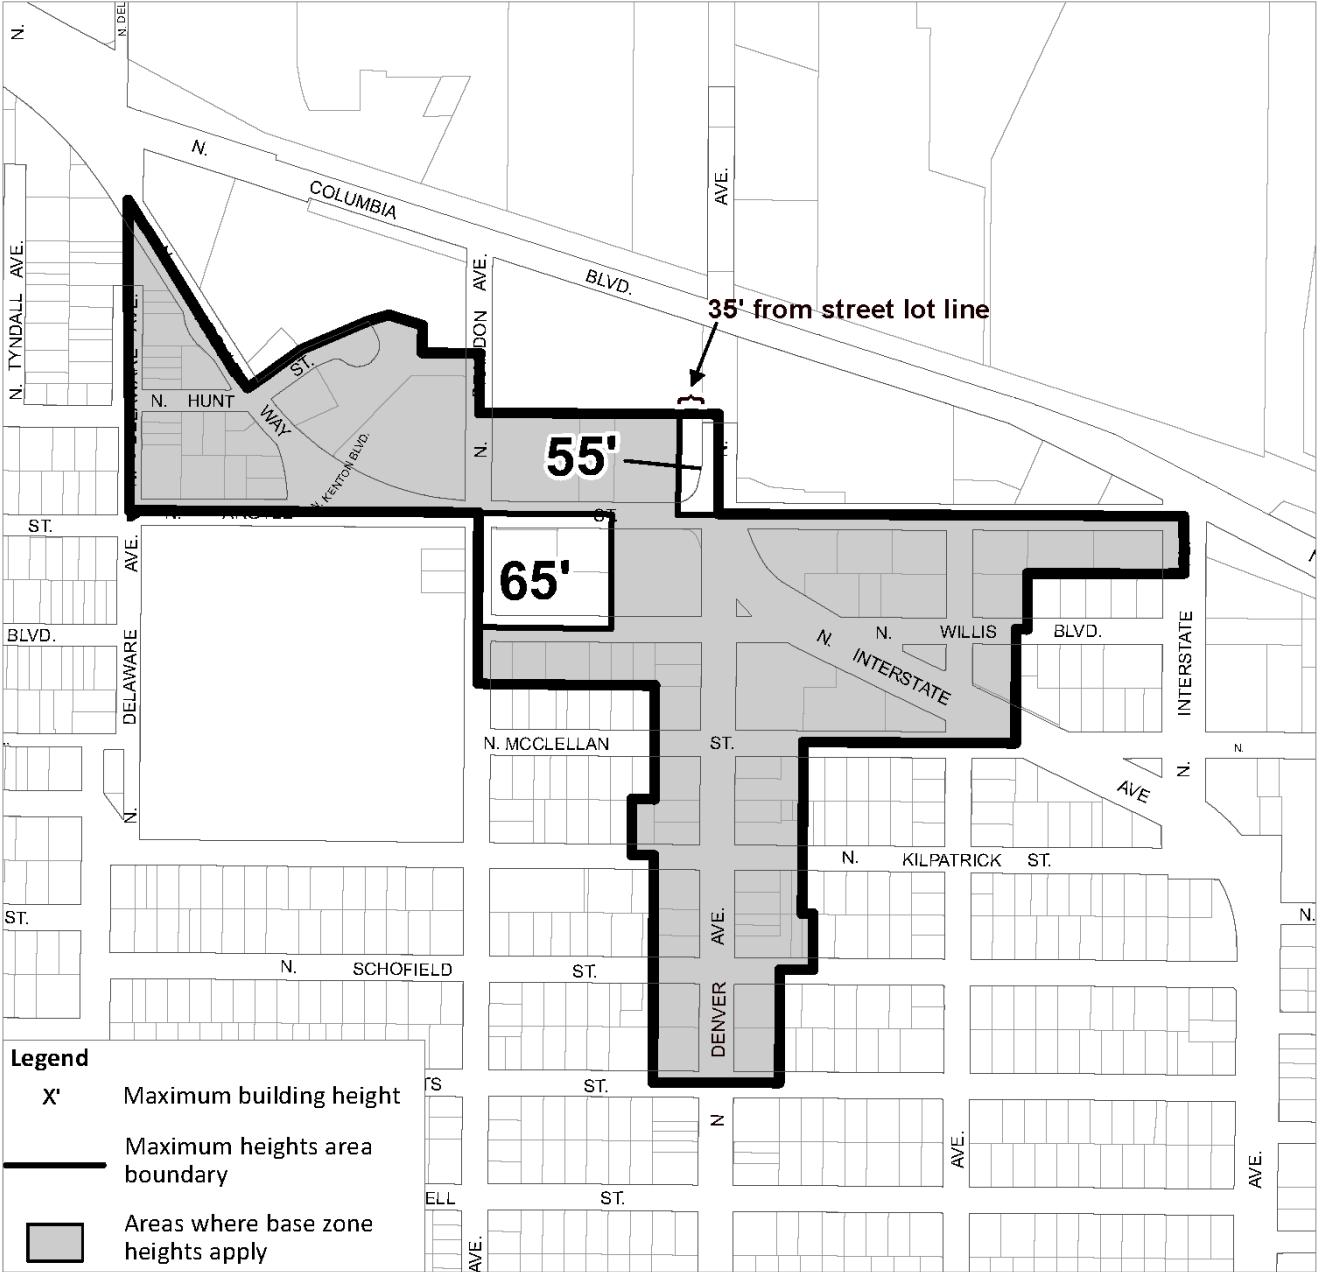 N.
N. DEL
N.
COLUMBIA
AVE.
BLVD.
N. TYNDALL AVE.
AVE.
35' from street lot line
ST.
N. HUNT
WAY
N. KENTON BLVD.
N.
55'
N.
ST.
ST.
AVE.
65'
BLVD.
N. WILLIS BLVD.
N. INTERSTATE
DELAWARE
INTERSTATE
N. MCCLELLAN
ST.
N.
N.
AVE
N.
N. KILPATRICK ST.
ST.
AVE.
N.
N. SCHOFIELD
ST.
DENVER
Legend
X' Maximum building height
Maximum heights area
boundary
Areas where base zone
heights apply
ST.
N
AVE.
AVE.
ST.
AVE.